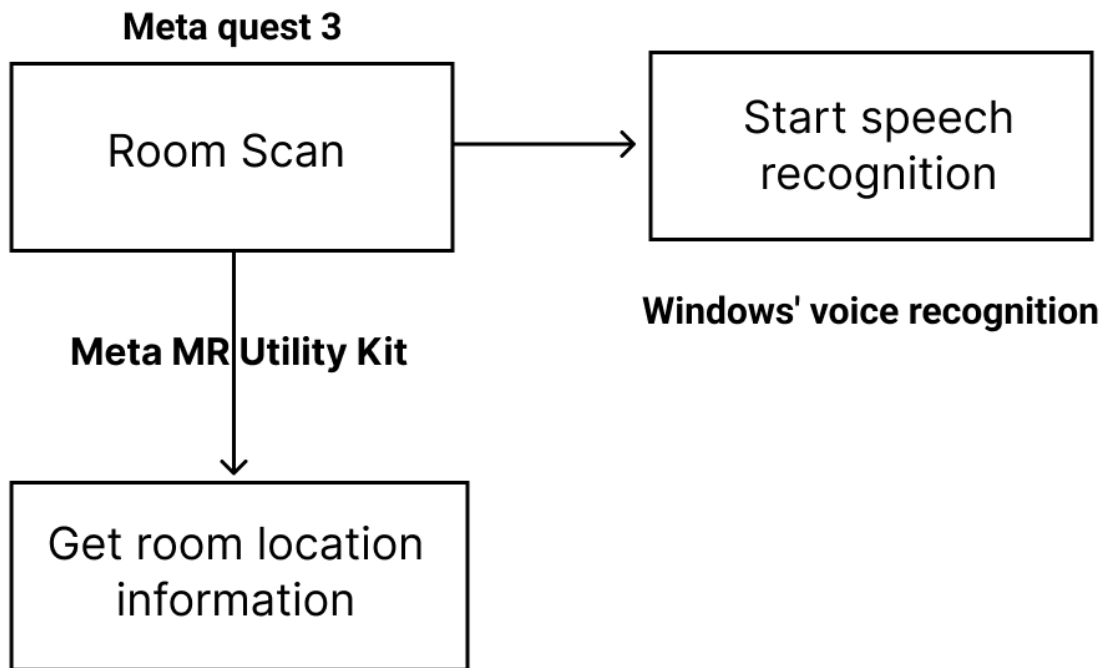 Meta quest 3
Room Scan
Start speech
recognition
Windows' voice recognition
Meta MR Utility Kit
Get room location
information